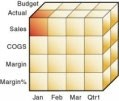 Budget
Actual
Sales
COGS
Margin
Margin%
Jan Feb Mar Qtr1